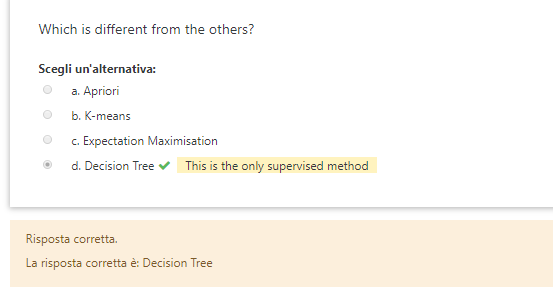 Which is different from the others?
Scegli un'alternativa:
a. Apriori
b. K-means
c. Expectation Maximisation
d. Decision Tree This is the only supervised method
Risposta corretta.
La risposta corretta è: Decision Tree